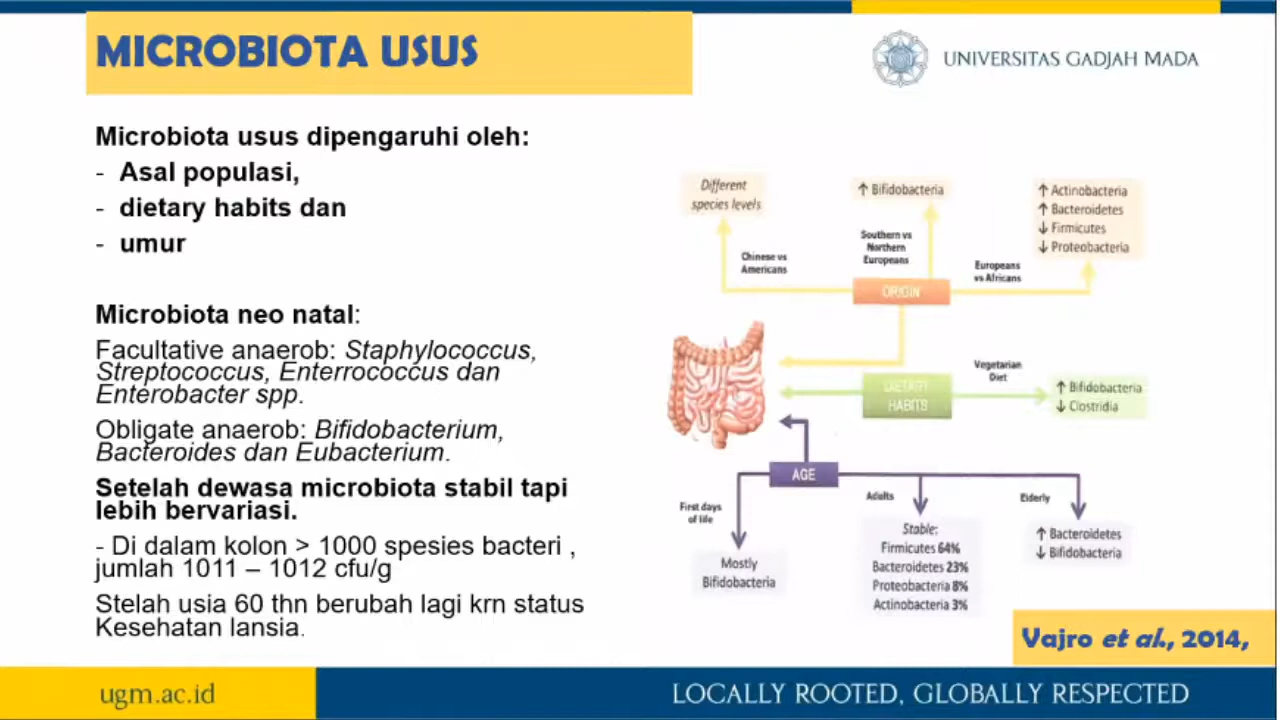 MICROBIOTA USUS
UNIVERSITAS GADJAH MADA
Microbiota usus dipengaruhi oleh:
- Asal populasi,
- dietary habits dan
- umur
Microbiota neo natal:
Facultative anaerob: Staphylococcus,
Streptococcus, Enterrococcus dan
Enterobacter spp.
Obligate anaerob: Bifidobacterium,
Bacteroides dan Eubacterium.
Setelah dewasa microbiota stabil tapi
lebih bervariasi.
- Di dalam kolon > 1000 spesies bacteri ,
jumlah 1011 – 1012 cfu/g
Stelah usia 60 thn berubah lagi krn status
Kesehatan lansia.
Different
species levels
↑ Bifidobacteria
↑ Actinobacteria
↑ Bacteroidetes
↓ Firmicutes
↓ Proteobacteria
Chinese vs
Americans
Southern vs
Northern
Europeans
Europeans
vs Africans
ORIGIN
DIETARY
HABITS
Vegetarian
Diet
↑ Bifidobacteria
↓ Clostridia
AGE
First days
of life
Adults
Elderly
Mostly
Bifidobacteria
Stable:
Firmicutes 64%
Bacteroidetes 23%
Proteobacteria 8%
Actinobacteria 3%
↑ Bacteroidetes
↓ Bifidobacteria
Vajro et al., 2014,
ugm.ac.id
LOCALLY ROOTED, GLOBALLY RESPECTED